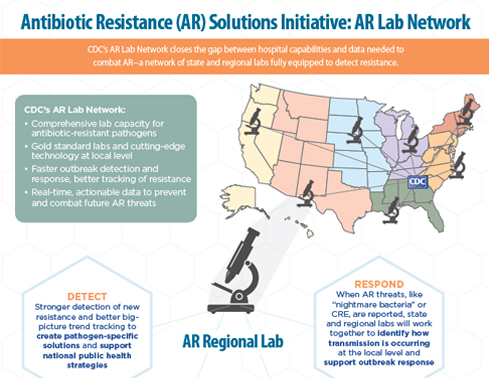 Antibiotic Resistance (AR) Solutions Initiative: AR Lab Network
CDC's AR Lab Network closes the gap between hospital capabilities and data needed to
combat AR–a network of state and regional labs fully equipped to detect resistance.
CDC's AR Lab Network:
• Comprehensive lab capacity for
antibiotic-resistant pathogens
• Gold standard labs and cutting-edge
technology at local level
• Faster outbreak detection and
response, better tracking of resistance
• Real-time, actionable data to prevent
and combat future AR threats
CDC
DETECT
Stronger detection of new
resistance and better big-
picture trend tracking to
create pathogen-specific
solutions and support
national public health
strategies
AR Regional Lab
RESPOND
When AR threats, like
"nightmare bacteria" or
CRE, are reported, state
and regional labs will work
together to identify how
transmission is occurring
at the local level and
support outbreak response